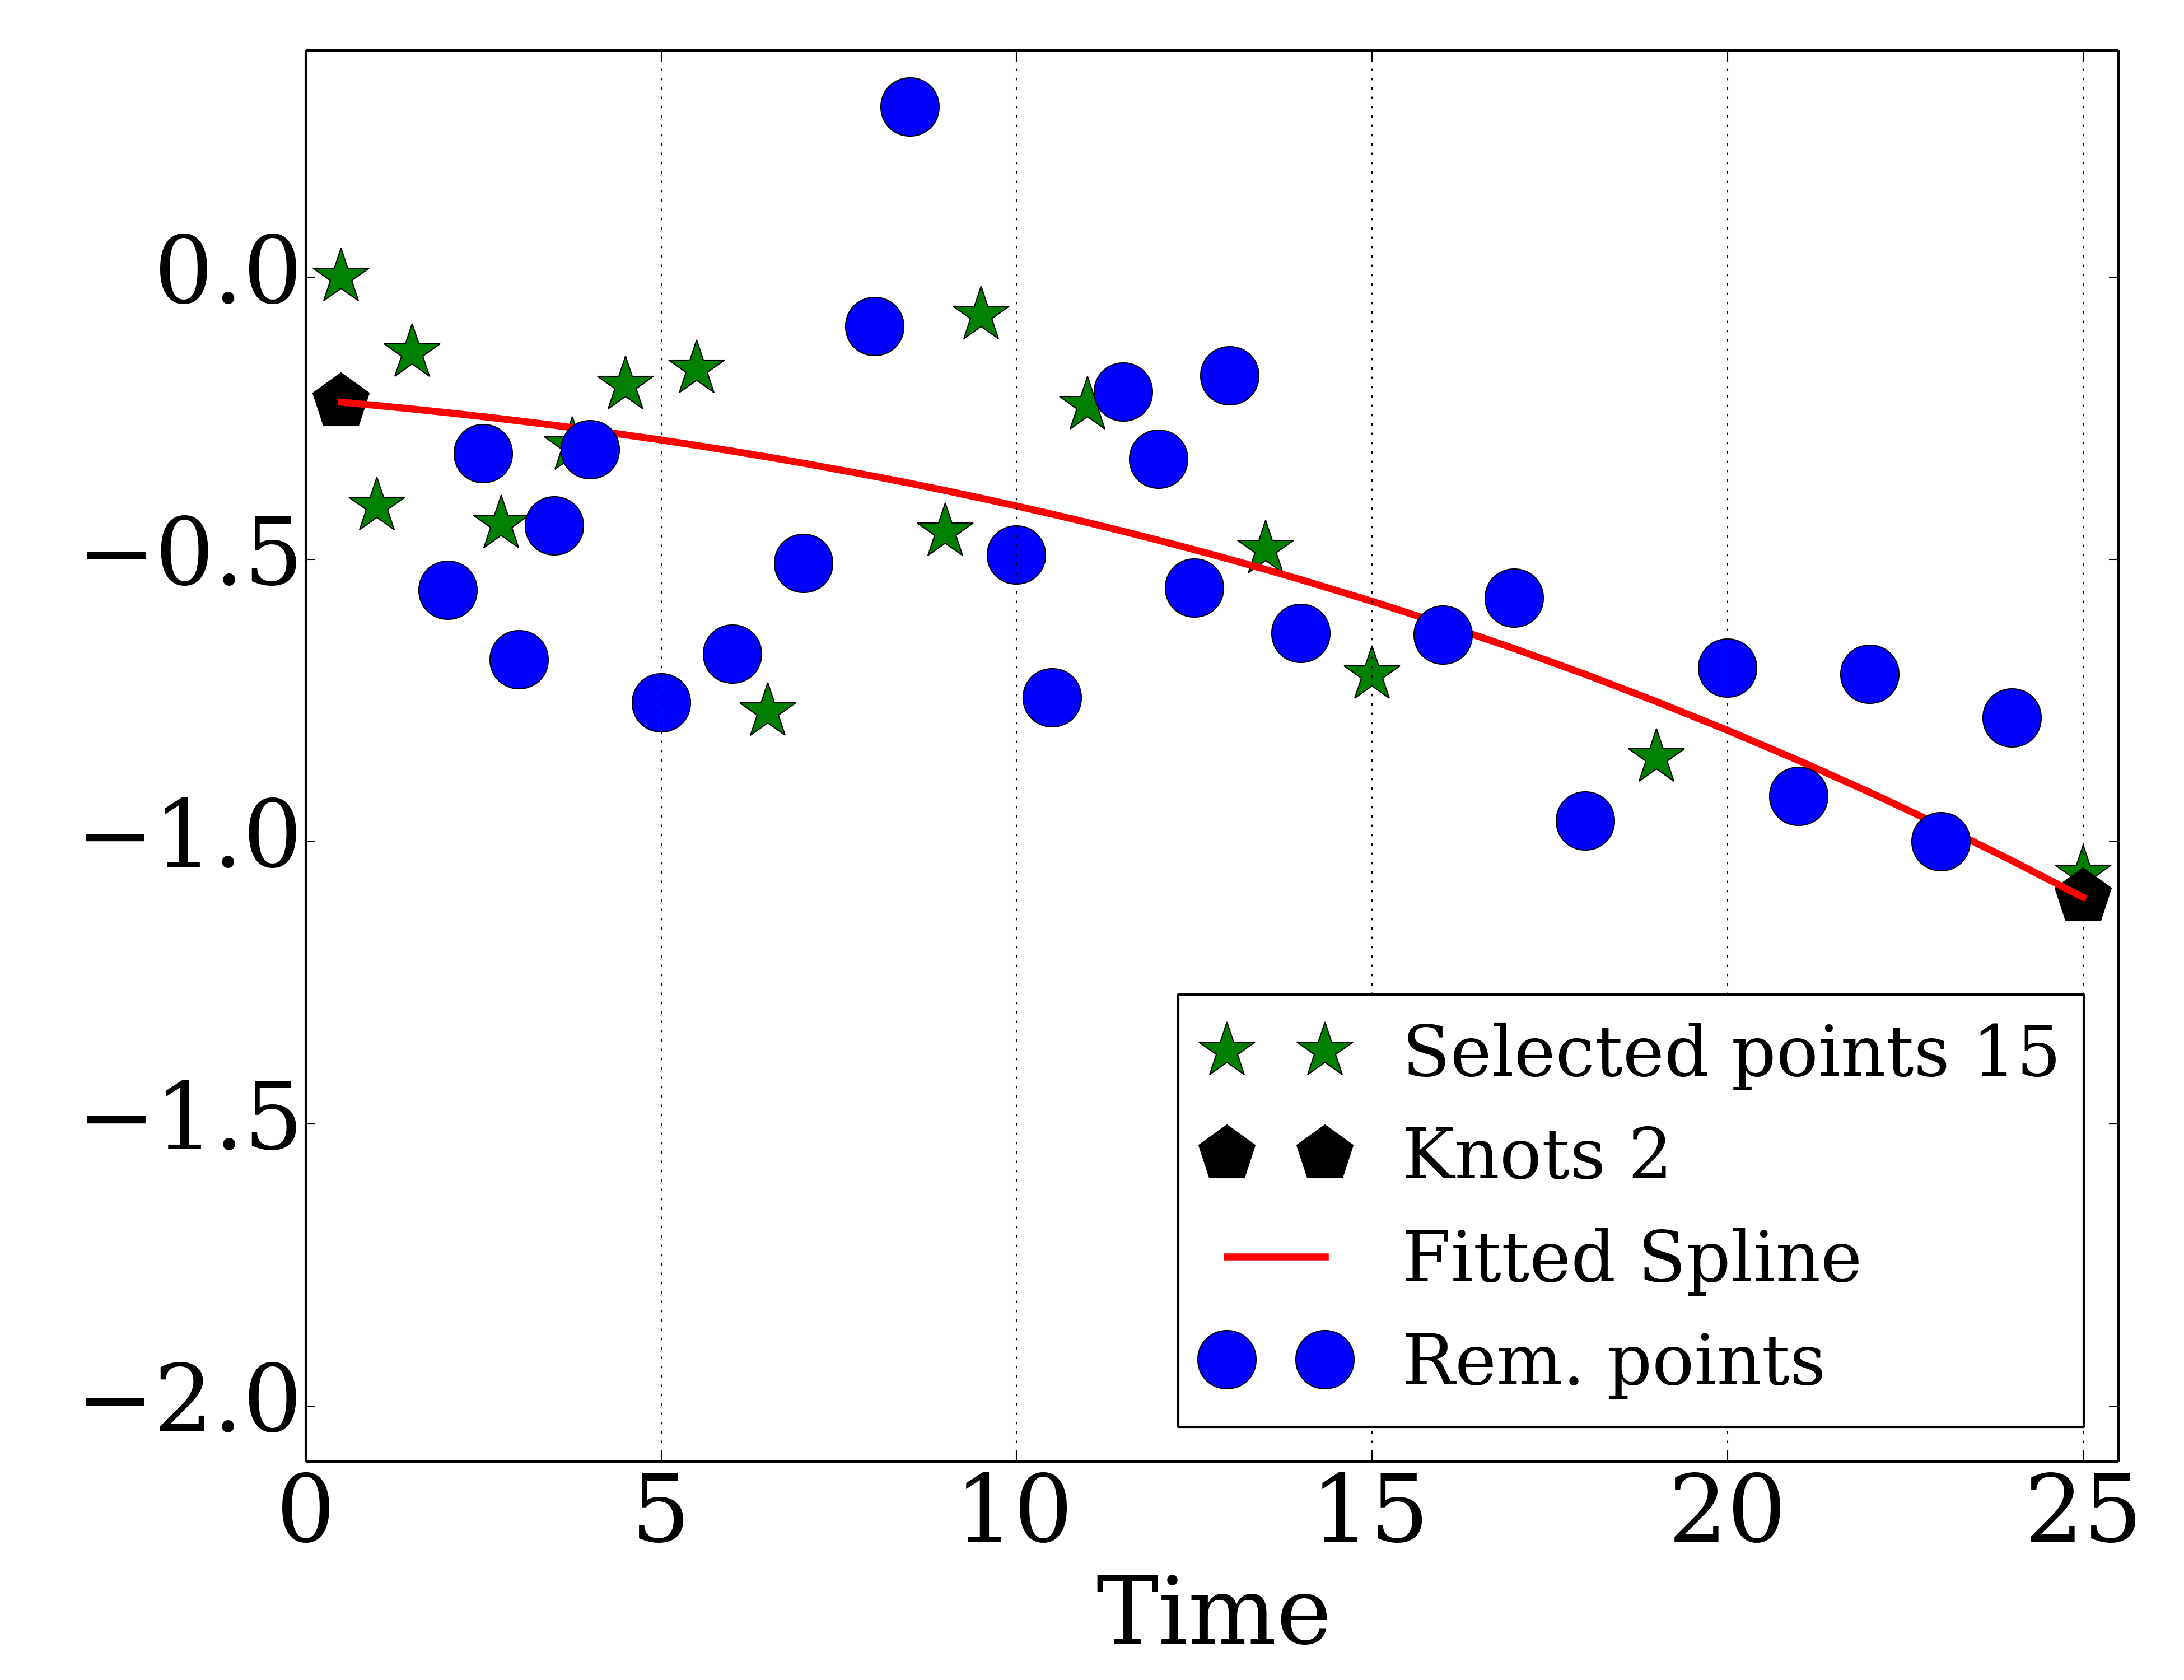 0.0
−0.5
−1.0
−1.5
−2.0
Selected points 15
Knots 2
Fitted Spline
Rem. points
0 5 10 15 20 25
Time